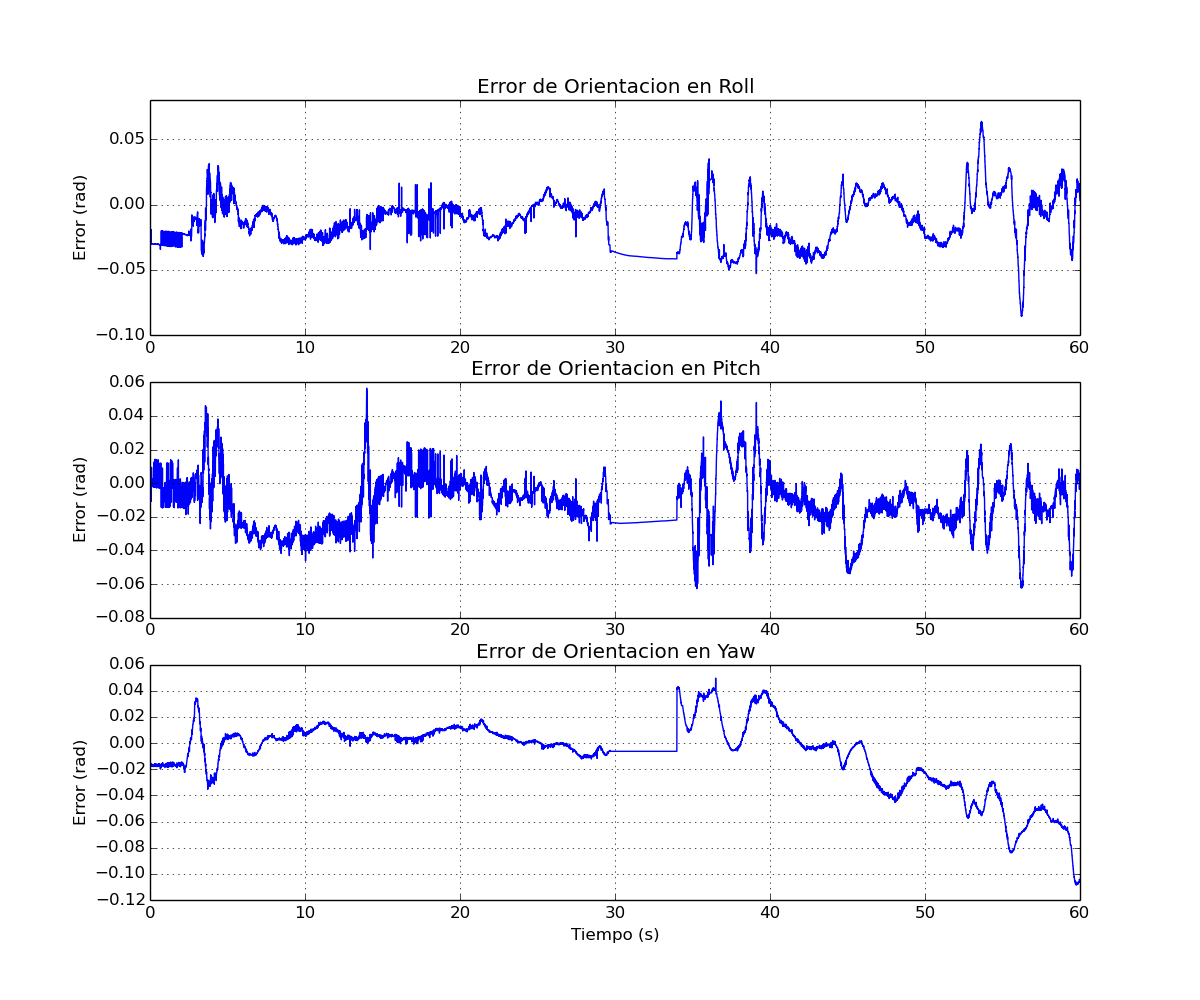 Error de Orientacion en Roll
0.05
0.00
−0.05
−0.10
Error (rad)
0 10 20 30 40 50 60
Error de Orientacion en Pitch
0.06
0.04
0.02
0.00
−0.02
−0.04
−0.06
−0.08
Error (rad)
0 10 20 30 40 50 60
Error de Orientacion en Yaw
0.06
0.04
0.02
0.00
−0.02
−0.04
−0.06
−0.08
−0.10
−0.12
Error (rad)
0 10 20 30 40 50 60
Tiempo (s)